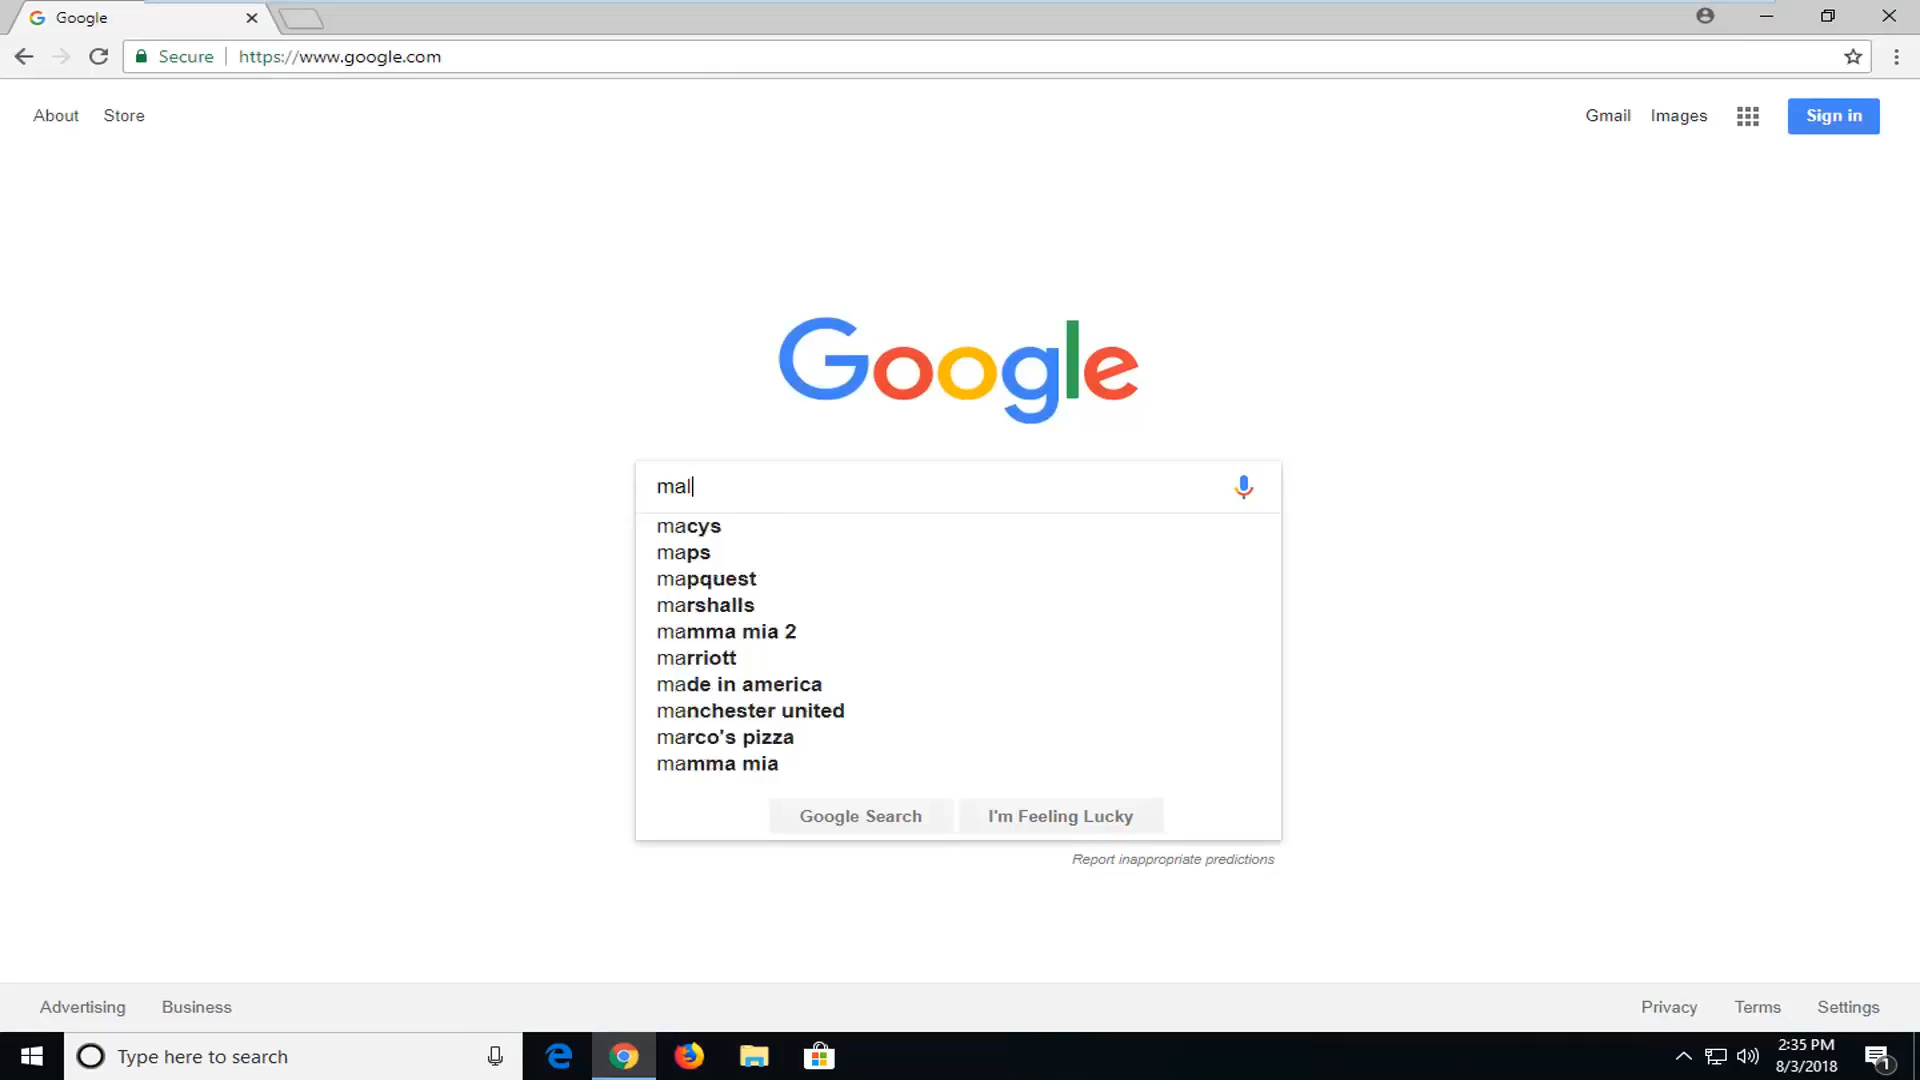 Google
Secure https://www.google.com
About Store Gmail Images Sign in
Google
mal
macys
maps
mapquest
marshalls
mamma mia 2
marriott
made in america
manchester united
marco's pizza
mamma mia
Google Search I'm Feeling Lucky
Report inappropriate predictions
Advertising Business Privacy Terms Settings
Type here to search
2:35 PM
8/3/2018
1